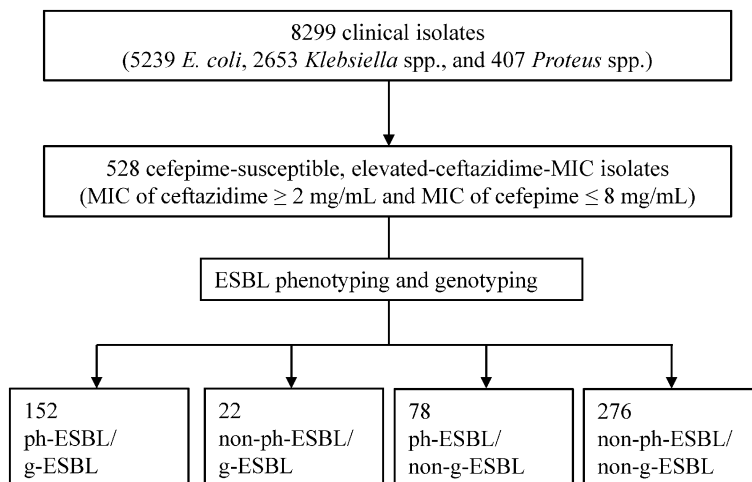 8299 clinical isolates
(5239 E. coli, 2653 Klebsiella spp., and 407 Proteus spp.)
528 cefepime-susceptible, elevated-ceftazidime-MIC isolates
(MIC of ceftazidime ≥ 2 mg/mL and MIC of cefepime ≤ 8 mg/mL)
ESBL phenotyping and genotyping
152
ph-ESBL/
g-ESBL
22
non-ph-ESBL/
g-ESBL
78
ph-ESBL/
non-g-ESBL
276
non-ph-ESBL/
non-g-ESBL